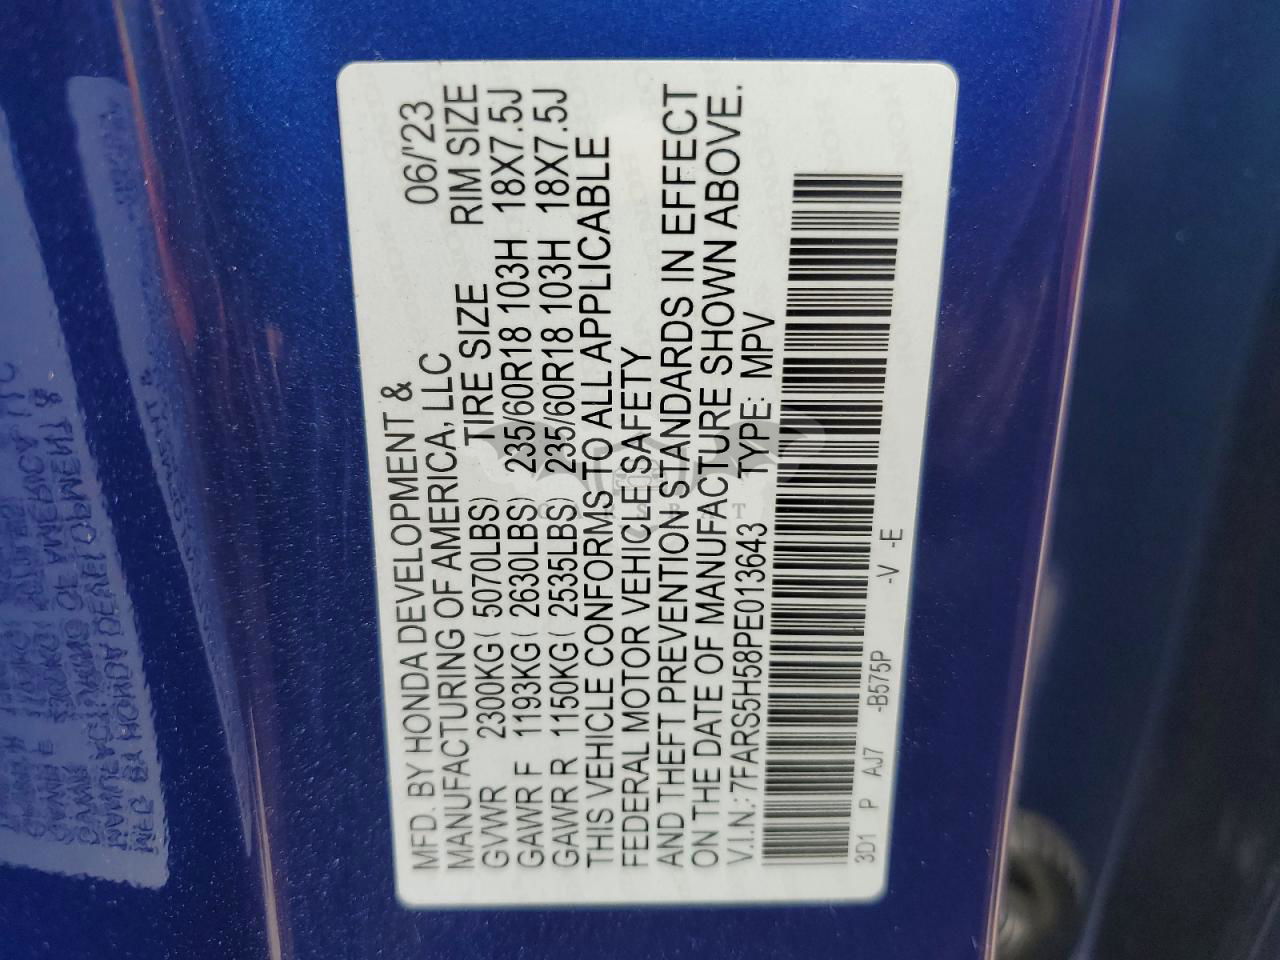 MFD. BY HONDA DEVELOPMENT & 06/'23
MANUFACTURING OF AMERICA, LLC
GVWR 2300KG( 5070LBS) TIRE SIZE RIM SIZE
GAWR F 1193KG( 2630LBS) 235/60R18 103H 18X7.5J
GAWR R 1150KG( 2535LBS) 235/60R18 103H 18X7.5J
THIS VEHICLE CONFORMS TO ALL APPLICABLE
FEDERAL MOTOR VEHICLE SAFETY
AND THEFT PREVENTION STANDARDS IN EFFECT
ON THE DATE OF MANUFACTURE SHOWN ABOVE.
V.I.N.: 7FARS5H58PE013643 TYPE: MPV
3D1 P AJ7 -B575P -V -E